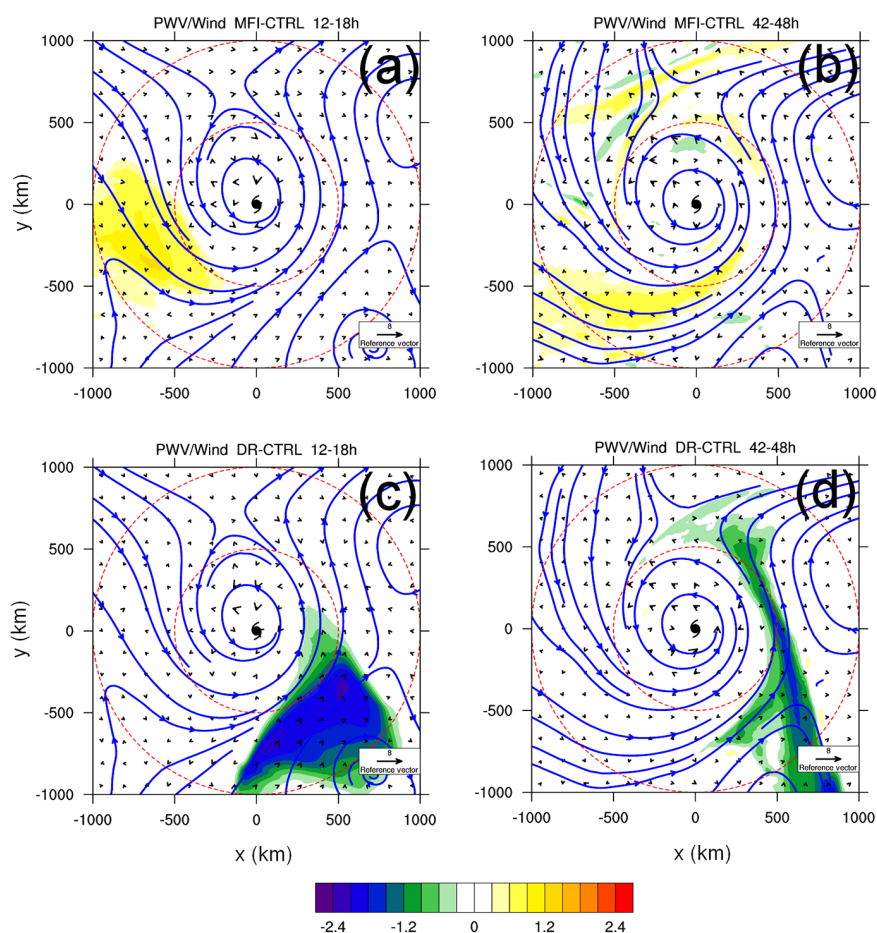 PWV/Wind MFI-CTRL 12-18h
PWV/Wind MFI-CTRL 42-48h
(a)
(b)
1000
500
0
-500
-1000
y (km)
8
Reference vector
-1000 -500 0 500 1000
1000
500
0
-500
-1000
8
Reference vector
-1000 -500 0 500 1000
PWV/Wind DR-CTRL 12-18h
PWV/Wind DR-CTRL 42-48h
(c)
(d)
1000
500
0
-500
-1000
y (km)
8
Reference vector
-1000 -500 0 500 1000
x (km)
1000
500
0
-500
-1000
8
Reference vector
-1000 -500 0 500 1000
x (km)
-2.4 -1.2 0 1.2 2.4